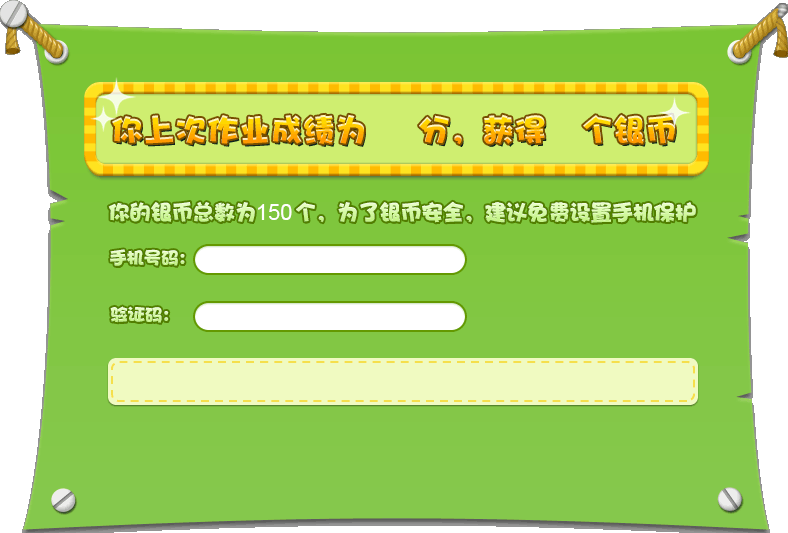 你上次作业成绩为 分，获得 个银币
你的银币总数为150个，为了银币安全，建议免费设置手机保护
手机号码：
验证码：